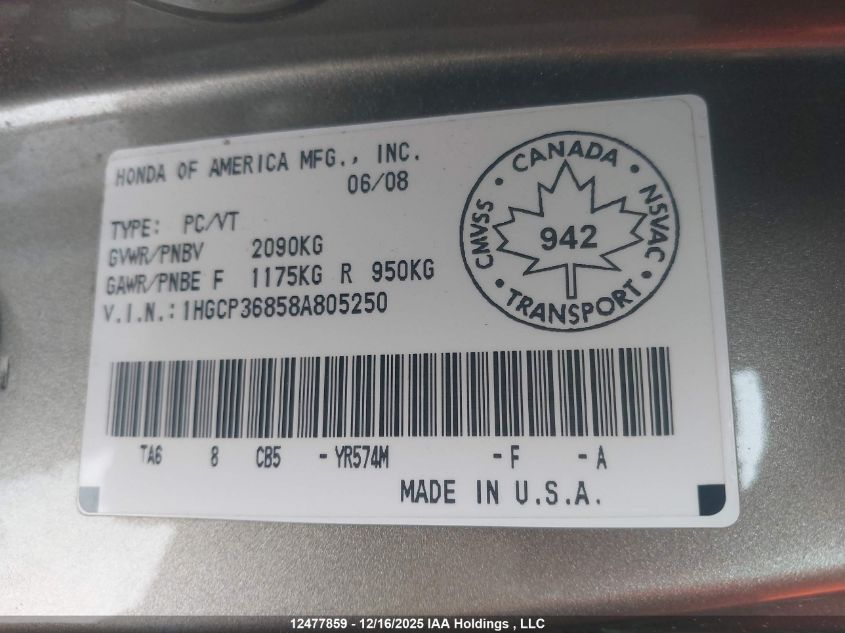 HONDA OF AMERICA MFG., INC.
06/08
TYPE: PC/VT
GVWR/PNBV 2090KG
GAWR/PNBE F 1175KG R 950KG
V.I.N.:1HGCP36858A805250
CMVSS • CANADA • NSVAC • TRANSPORT •
942
TA6 8 CB5 - YR574M - F - A
MADE IN U.S.A.
12477859 - 12/16/2025 IAA Holdings , LLC